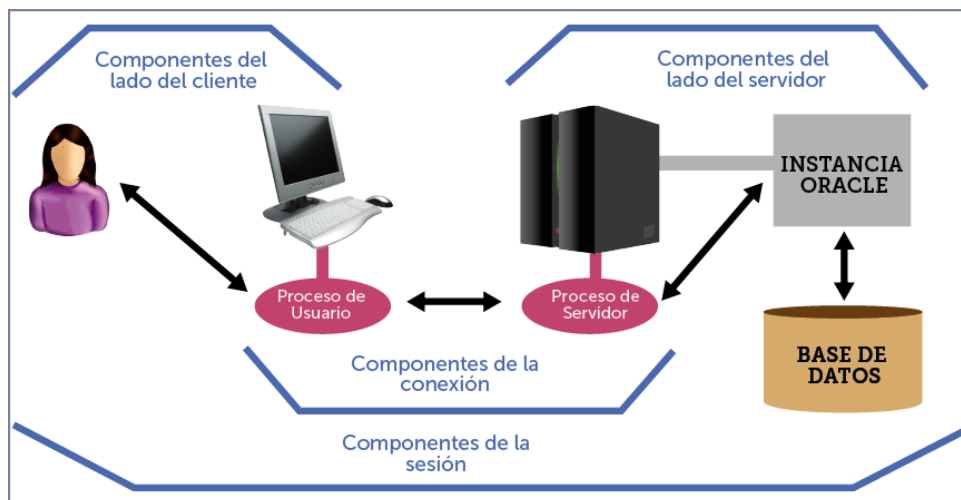 Componentes del
lado del cliente
Componentes del
lado del servidor
INSTANCIA
ORACLE
Proceso de
Usuario
Proceso de
Servidor
BASE DE
DATOS
Componentes de la
conexión
Componentes de la
sesión